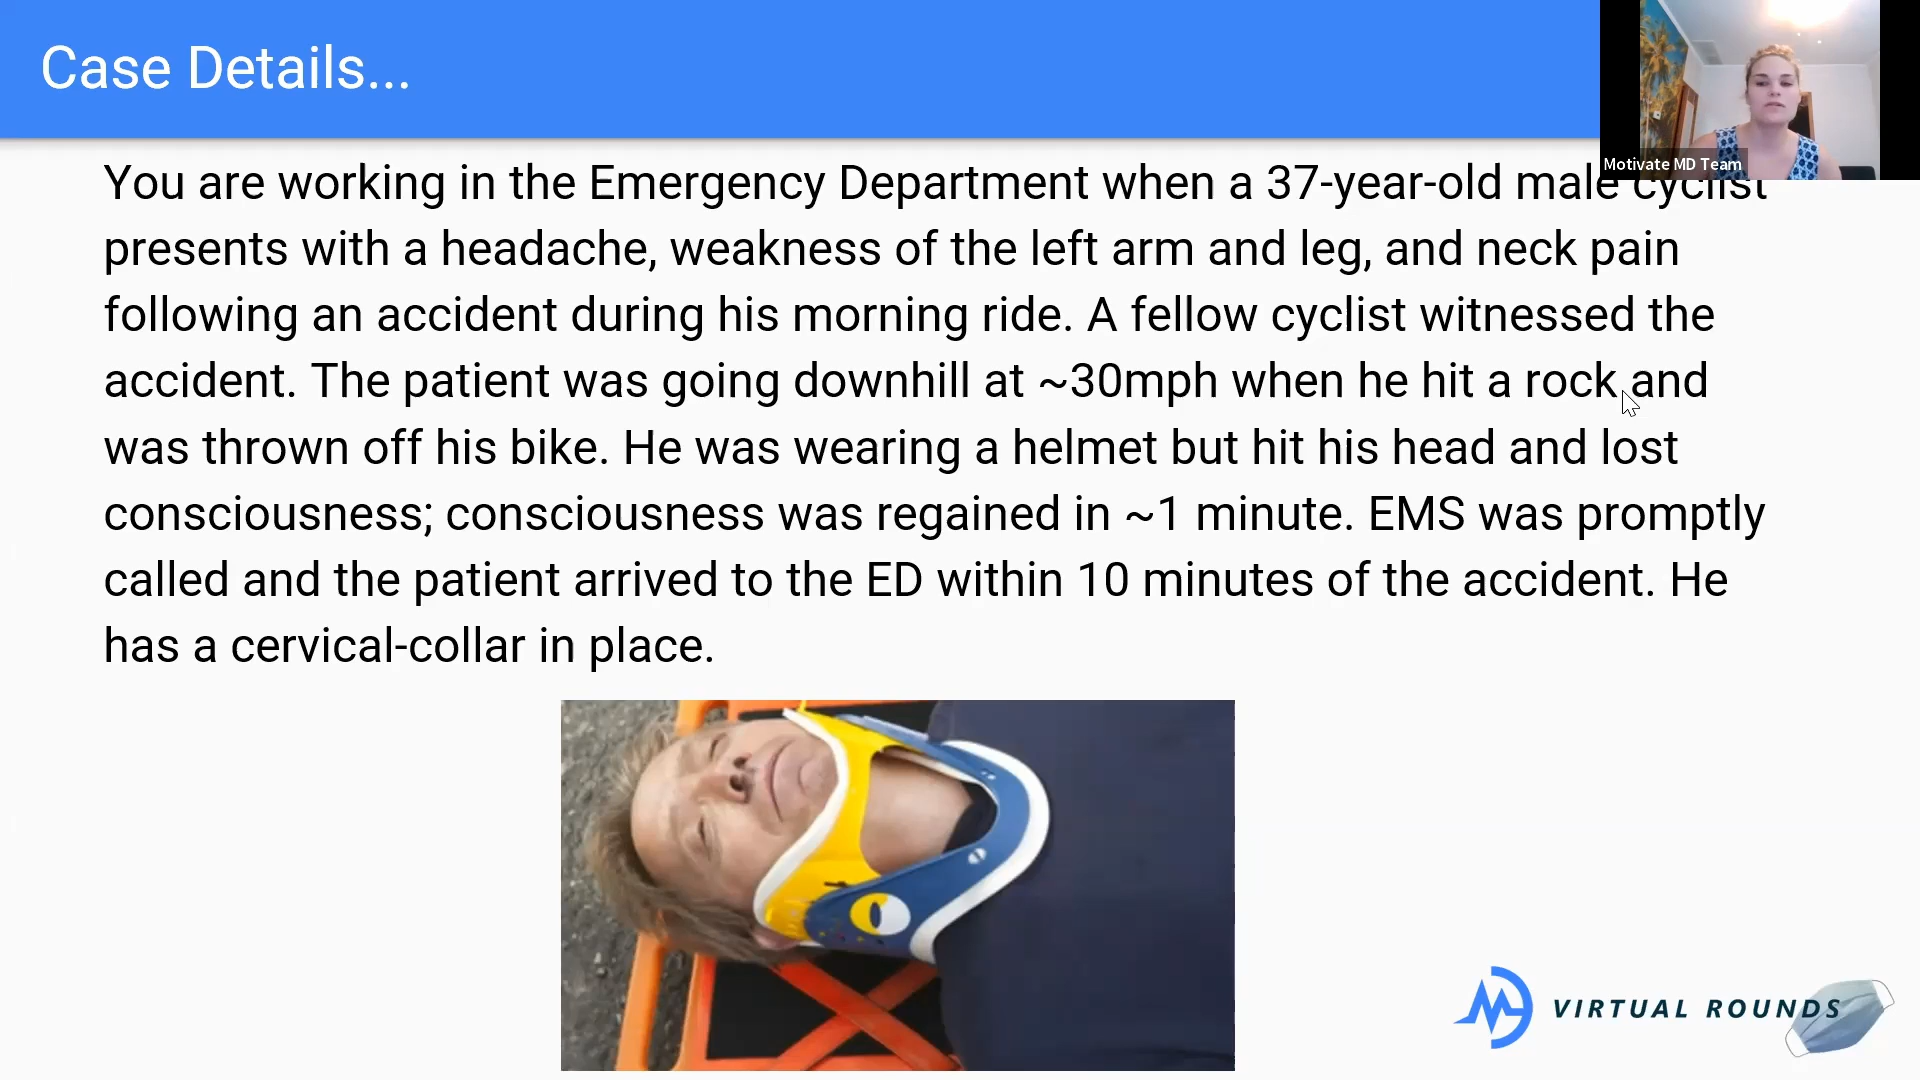 Case Details...
Motivate MD Team
You are working in the Emergency Department when a 37-year-old male cyclist
presents with a headache, weakness of the left arm and leg, and neck pain
following an accident during his morning ride. A fellow cyclist witnessed the
accident. The patient was going downhill at ~30mph when he hit a rock and
was thrown off his bike. He was wearing a helmet but hit his head and lost
consciousness; consciousness was regained in ~1 minute. EMS was promptly
called and the patient arrived to the ED within 10 minutes of the accident. He
has a cervical-collar in place.
VIRTUAL ROUNDS